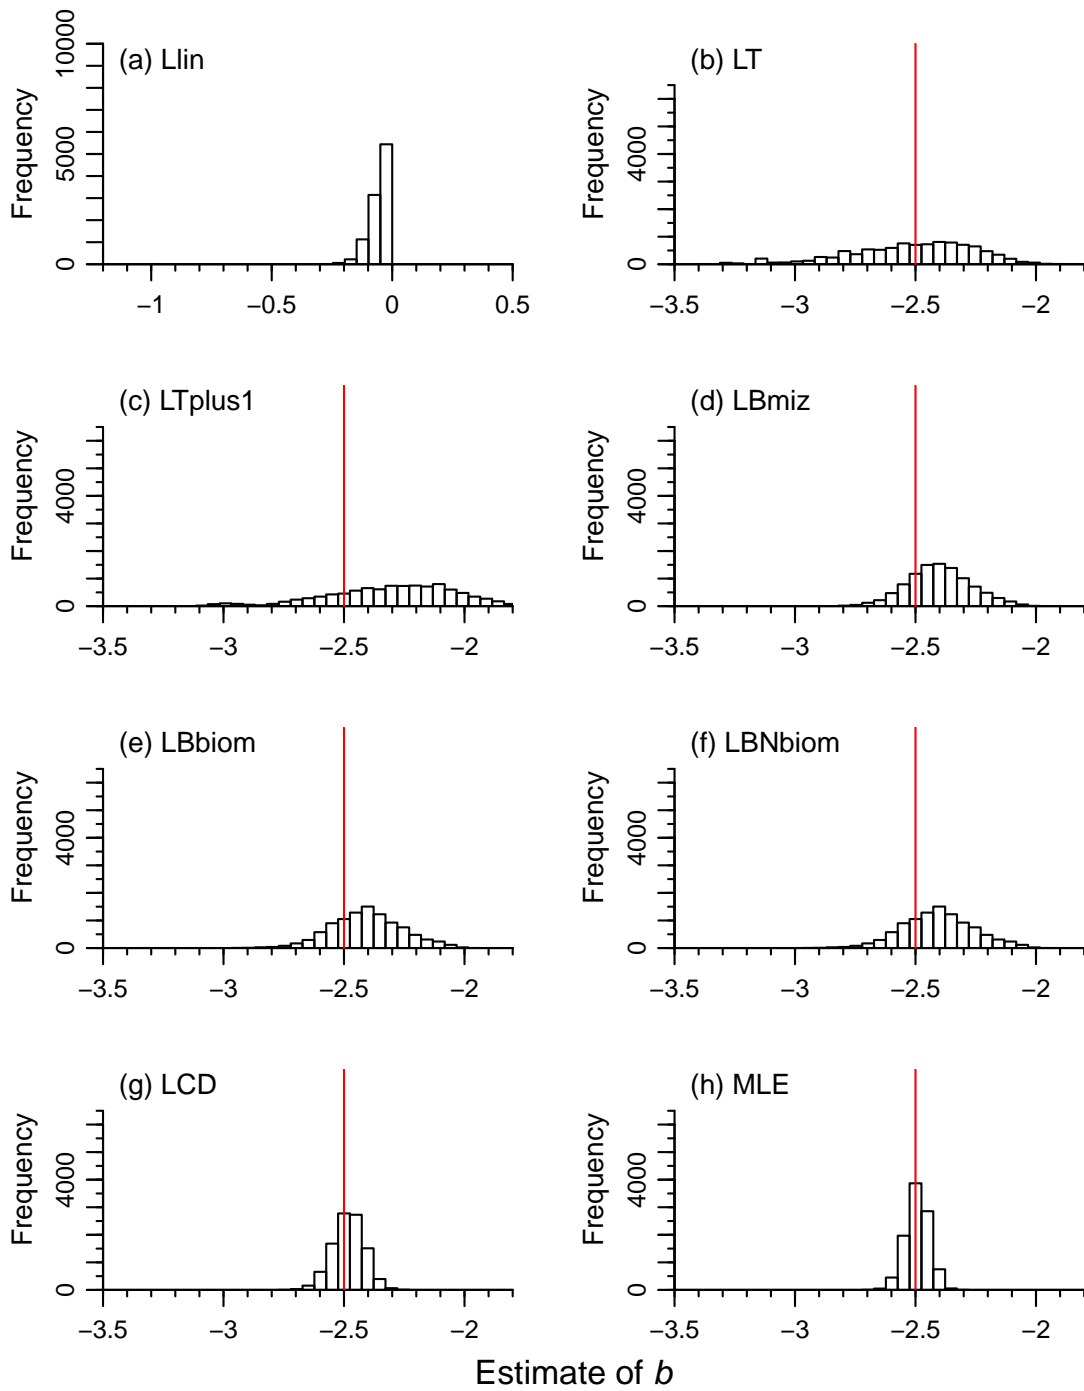 (a) Llin
Frequency
0
5000
10000
−1
−0.5
0
0.5
(b) LT
Frequency
0
4000
−3.5
−3
−2.5
−2
(c) LTplus1
Frequency
0
4000
−3.5
−3
−2.5
−2
(d) LBmiz
Frequency
0
4000
−3.5
−3
−2.5
−2
(e) LBbiom
Frequency
0
4000
−3.5
−3
−2.5
−2
(f) LBNbiom
Frequency
0
4000
−3.5
−3
−2.5
−2
(g) LCD
Frequency
0
4000
−3.5
−3
−2.5
−2
(h) MLE
Frequency
0
4000
−3.5
−3
−2.5
−2
Estimate of b